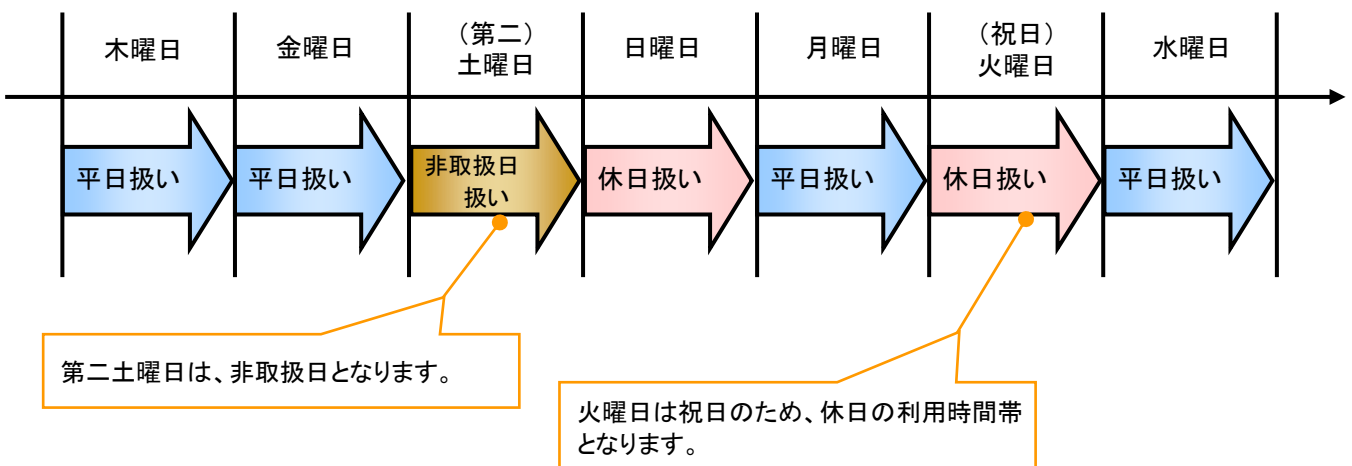 木曜日
金曜日
（第二）
土曜日
日曜日
月曜日
（祝日）
火曜日
水曜日
平日扱い
平日扱い
非取扱日
扱い
休日扱い
平日扱い
休日扱い
平日扱い
第二土曜日は、非取扱日となります。
火曜日は祝日のため、休日の利用時間帯
となります。